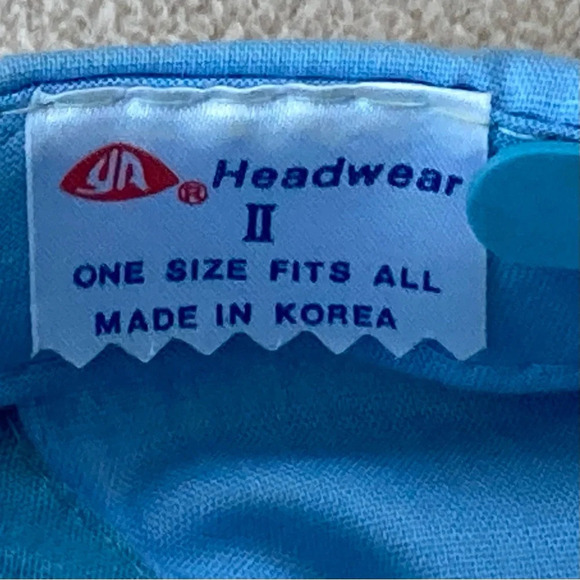 YA® Headwear
II
ONE SIZE FITS ALL
MADE IN KOREA